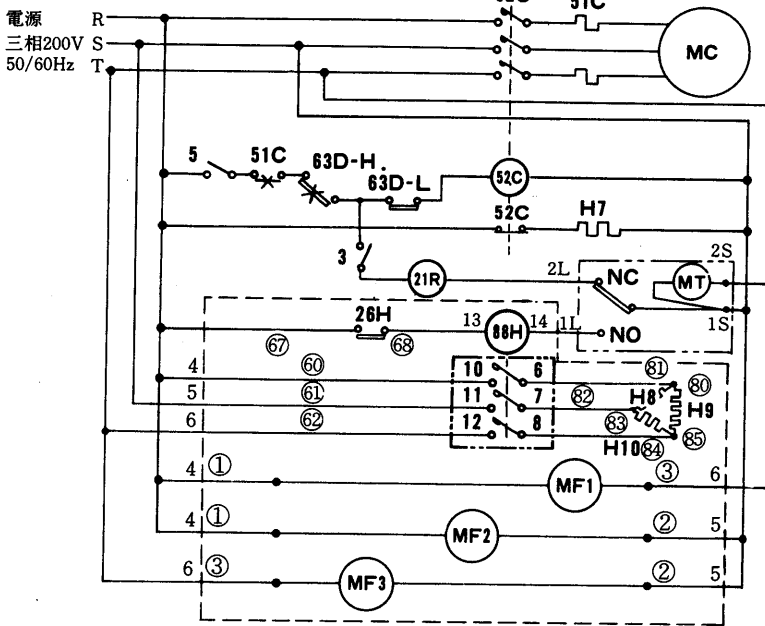 電源 R
三相200V S
50/60Hz T
51C
MC
5 51C 63D-H. 63D-L 52C
52C H7
3 21R 2L NC MT 2S
1S
26H 13 88H 14 1L NO
67 68
4 60 10 6 81 80
5 61 11 7 82 H8 H9
6 62 12 8 83 H10 84 85
4 ① MF1 ③ 6
4 ① MF2 ② 5
6 ③ MF3 ② 5